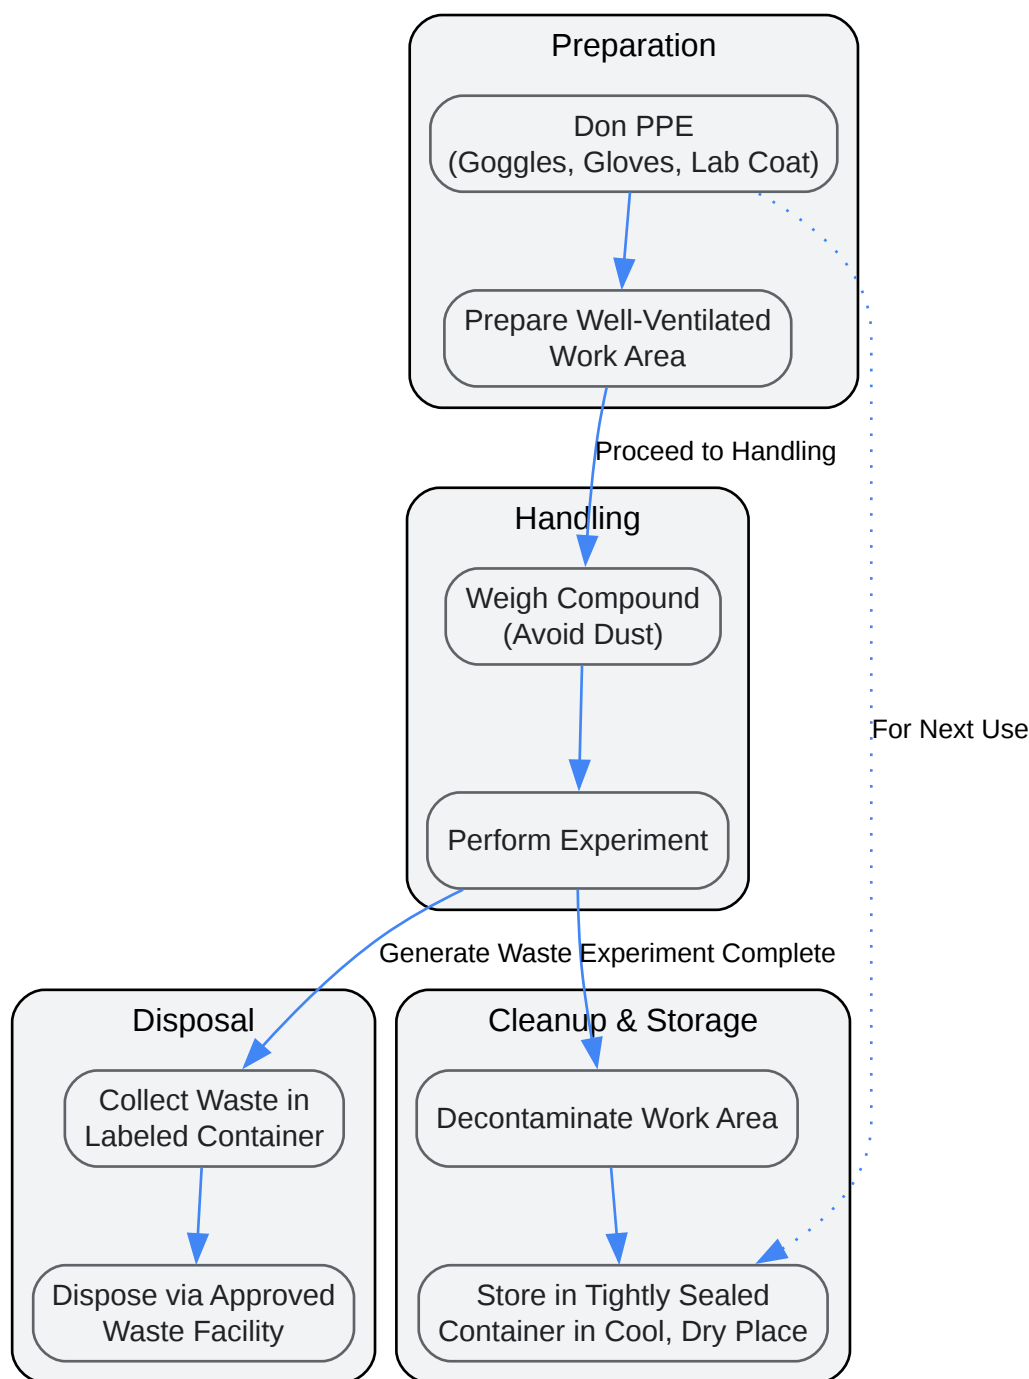 Preparation
Don PPE
(Goggles, Gloves, Lab Coat)
Prepare Well-Ventilated
Work Area
Proceed to Handling
Handling
Weigh Compound
(Avoid Dust)
For Next Use
Perform Experiment
Generate Waste
Experiment Complete
Disposal
Collect Waste in
Labeled Container
Dispose via Approved
Waste Facility
Cleanup & Storage
Decontaminate Work Area
Store in Tightly Sealed
Container in Cool, Dry Place